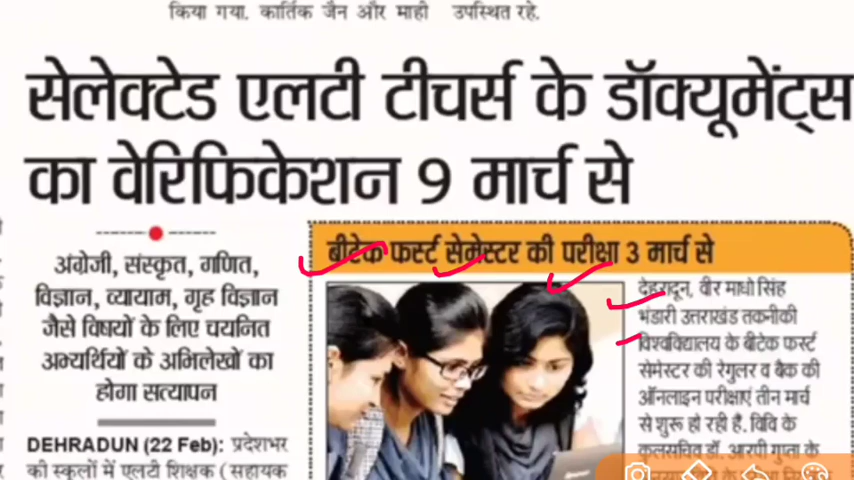 किया गया. कार्तिक जैन और माही उपस्थित रहे.
सेलेक्टेड एलटी टीचर्स के डॉक्यूमेंट्स
का वेरिफिकेशन 9 मार्च से
अंग्रेजी, संस्कृत, गणित,
विज्ञान, व्यायाम, गृह विज्ञान
जैसे विषयों के लिए चयनित
अभ्यर्थियों के अभिलेखों का
होगा सत्यापन
DEHRADUN (22 Feb): प्रदेशभर
की स्कूलों में एलटी शिक्षक (सहायक
बीटेक फर्स्ट सेमेस्टर की परीक्षा 3 मार्च से
देहरादून, वीर माधो सिंह
भंडारी उत्तराखंड तकनीकी
विश्वविद्यालय के बीटेक फर्स्ट
सेमेस्टर की रेगुलर व बैक की
ऑनलाइन परीक्षाएं तीन मार्च
से शुरू हो रही हैं. विवि के
कुलसचिव डॉ. आरपी गुप्ता के